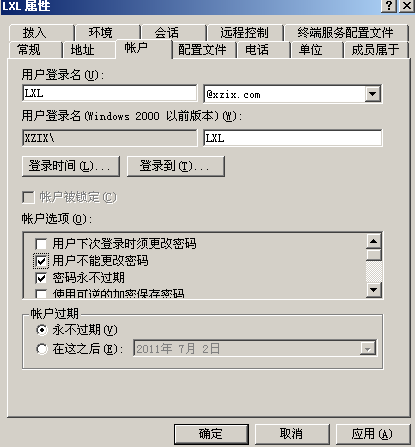 LXL 属性
拨入 环境 会话 远程控制 终端服务配置文件
常规 地址 帐户 配置文件 电话 单位 成员属于
用户登录名(U):
LXL @xzix.com
用户登录名(Windows 2000 以前版本)(W):
XZIX\ LXL
登录时间(L)... 登录到(T)...
帐户被锁定(C)
帐户选项(O):
用户下次登录时须更改密码
用户不能更改密码
密码永不过期
使用可逆的加密保存密码
帐户过期
永不过期(V)
在这之后(E): 2011年 7月 2日
确定 取消 应用(A)